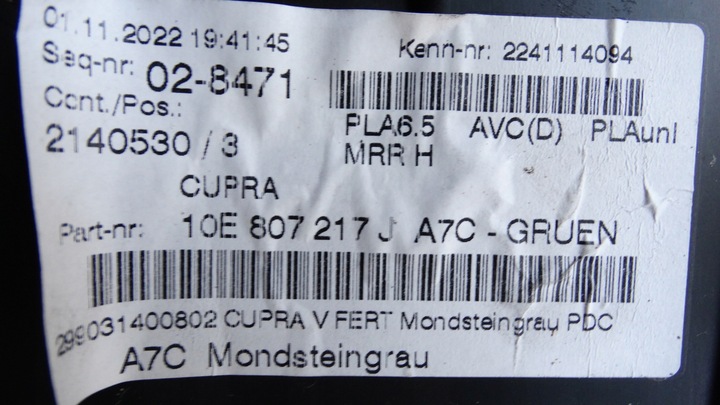 01.11.2022 19:41:45
Kenn-nr: 2241114094
Seq-nr: 02-8471
Cont./Pos.:
PLA6.5 AVC(D) PLAunI
2140530 / 3
MRR H
CUPRA
Part-nr: 10E 807 217 J A7C - GRUEN
299031400802 CUPRA V FERT Mondsteingrau PDC
A7C Mondsteingrau